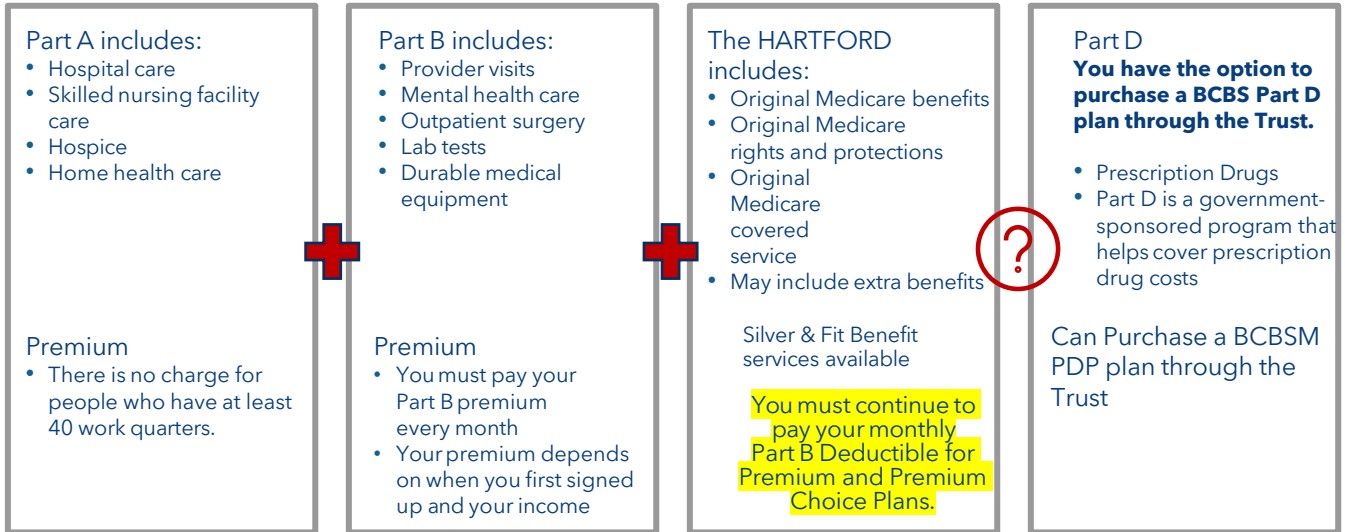 Part A includes:
• Hospital care
• Skilled nursing facility
care
• Hospice
• Home health care
Premium
• There is no charge for
people who have at least
40 work quarters.
Part B includes:
• Provider visits
• Mental health care
• Outpatient surgery
• Lab tests
• Durable medical
equipment
Premium
• You must pay your
Part B premium
every month
• Your premium depends
on when you first signed
up and your income
The HARTFORD
includes:
• Original Medicare benefits
• Original Medicare
rights and protections
• Original
Medicare
covered
service
• May include extra benefits
Silver & Fit Benefit
services available
You must continue to
pay your monthly
Part B Deductible for
Premium and Premium
Choice Plans.
?
Part D
You have the option to
purchase a BCBS Part D
plan through the Trust.
• Prescription Drugs
• Part D is a government-
sponsored program that
helps cover prescription
drug costs
Can Purchase a BCBSM
PDP plan through the
Trust